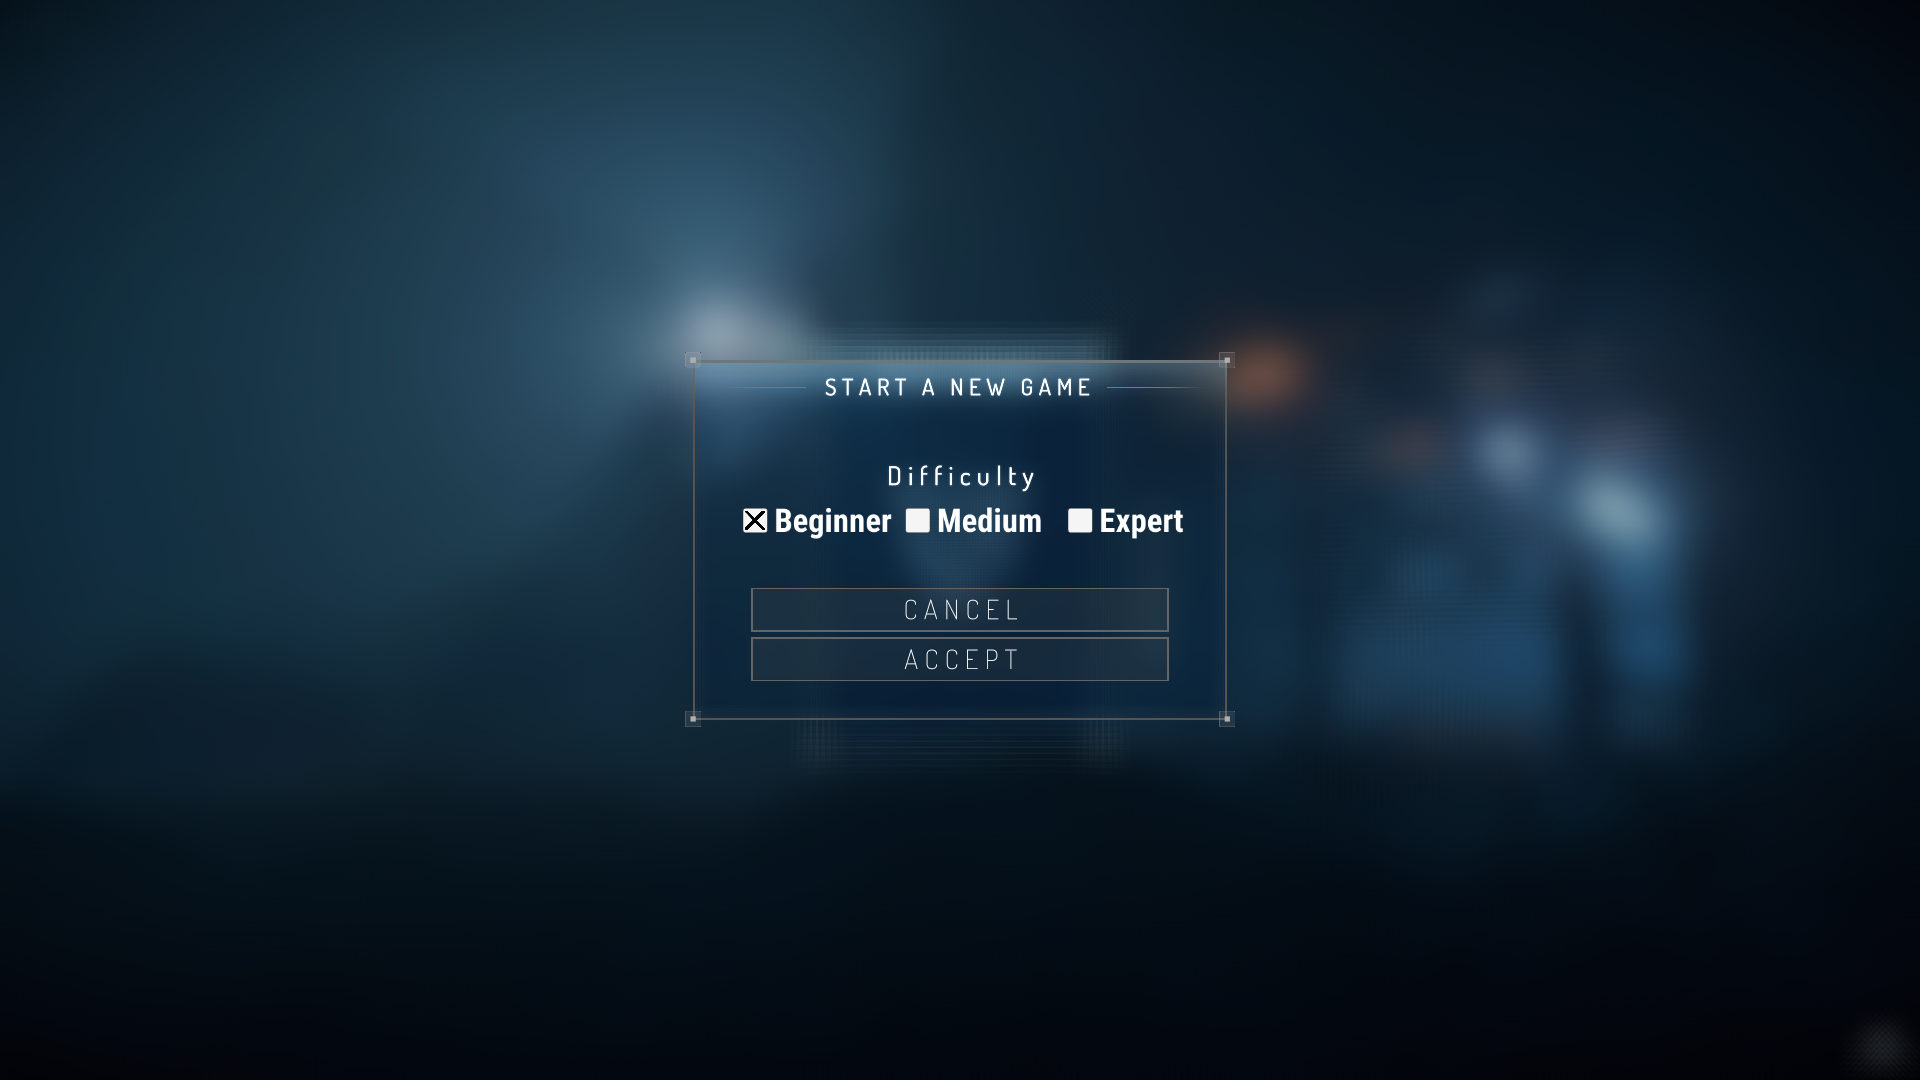 START A NEW GAME
Difficulty
Beginner Medium Expert
CANCEL
ACCEPT